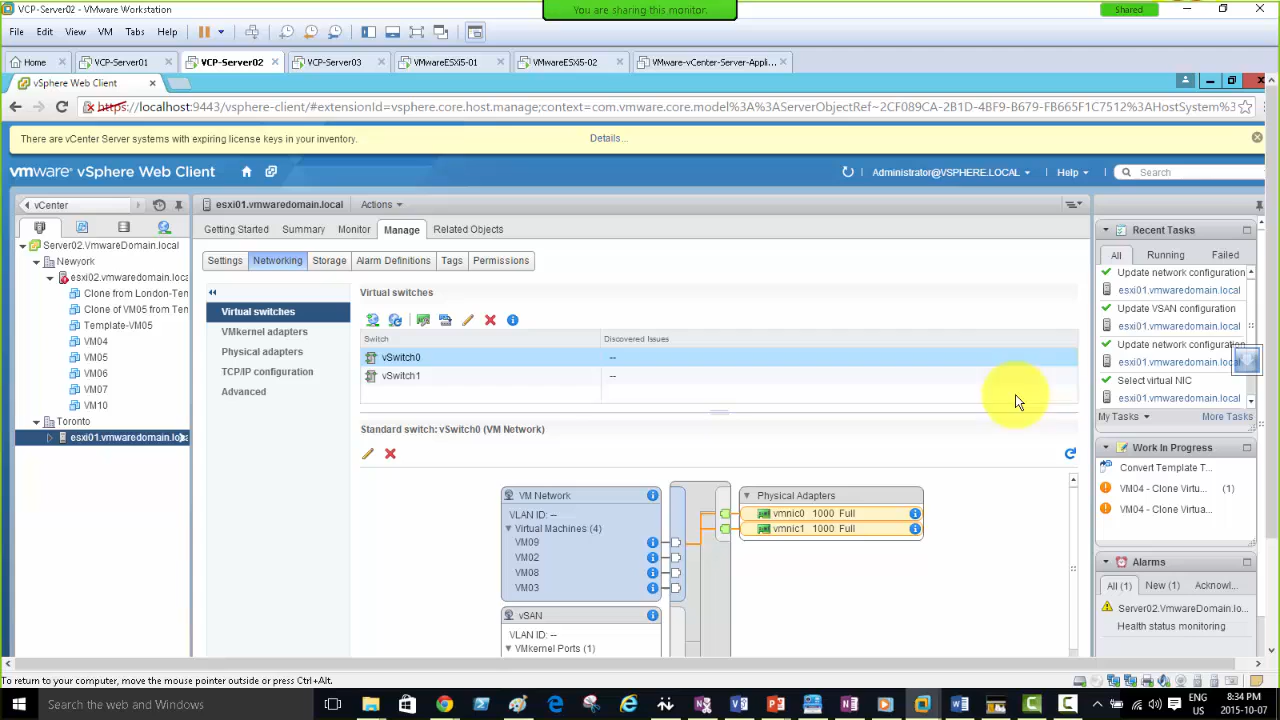 You are sharing this monitor.
VCP-Server02 - VMware Workstation
Shared
File Edit View VM Tabs Help
Home VCP-Server01 VCP-Server02 VCP-Server03 VMwareESXi5-01 VMwareESXi5-02 VMware-vCenter-Server-Appli...
vSphere Web Client
https://localhost:9443/vsphere-client/#extensionId=vsphere.core.host.manage;context=com.vmware.core.model%3A%3AServerObjectRef~2CF089CA-2B1D-4BF9-B679-FB665F1C7512%3AHostSystem%
There are vCenter Server systems with expiring license keys in your inventory.
Details...
vmware vSphere Web Client
Administrator@VSPHERE.LOCAL Help Search
vCenter
esxi01.vmwaredomain.local Actions
Getting Started Summary Monitor Manage Related Objects
Settings Networking Storage Alarm Definitions Tags Permissions
Server02.VmwareDomain.local
Newyork
esxi02.vmwaredomain.loca
Clone from London-Ten
Clone of VM05 from Tem
Template-VM05
VM04
VM05
VM06
VM07
VM10
Toronto
esxi01.vmwaredomain.loca
Virtual switches
VMkernel adapters
Physical adapters
TCP/IP configuration
Advanced
Virtual switches
Switch Discovered Issues
vSwitch0 --
vSwitch1 --
Standard switch: vSwitch0 (VM Network)
VM Network
VLAN ID: --
Virtual Machines (4)
VM09
VM02
VM08
VM03
vSAN
VLAN ID: --
VMkernel Ports (1)
Physical Adapters
vmnic0 1000 Full
vmnic1 1000 Full
Recent Tasks
All Running Failed
Update network configuration
esxi01.vmwaredomain.local
Update VSAN configuration
esxi01.vmwaredomain.local
Update network configuration
esxi01.vmwaredomain.local
Select virtual NIC
esxi01.vmwaredomain.local
My Tasks More Tasks
Work In Progress
Convert Template T...
VM04 - Clone Virtu... (1)
VM04 - Clone Virtua...
Alarms
All (1) New (1) Acknowl...
Server02.VmwareDomain.lo...
Health status monitoring
To return to your computer, move the mouse pointer outside or press Ctrl+Alt.
Search the web and Windows
ENG 8:34 PM
US 2015-10-07